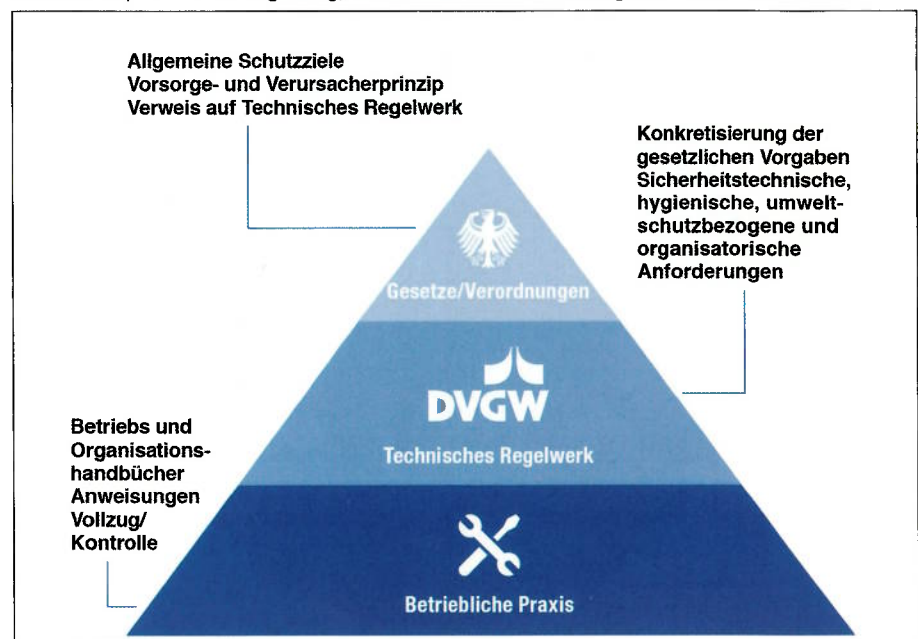 Allgemeine Schutzziele
Vorsorge- und Verursacherprinzip
Verweis auf Technisches Regelwerk
Konkretisierung der
gesetzlichen Vorgaben
Sicherheitstechnische,
hygienische, umwelt-
schutzbezogene und
organisatorische
Anforderungen
Gesetze/Verordnungen
DVGW
Technisches Regelwerk
Betriebs und
Organisations-
handbücher
Anweisungen
Vollzug/
Kontrolle
Betriebliche Praxis